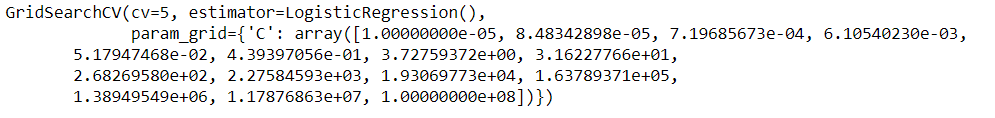 GridSearchCV(cv=5, estimator=LogisticRegression(),
param_grid={'C': array([1.00000000e-05, 8.48342898e-05, 7.19685673e-04, 6.10540230e-03,
5.17947468e-02, 4.39397056e-01, 3.72759372e+00, 3.16227766e+01,
2.68269580e+02, 2.27584593e+03, 1.93069773e+04, 1.63789371e+05,
1.38949549e+06, 1.17876863e+07, 1.00000000e+08])})